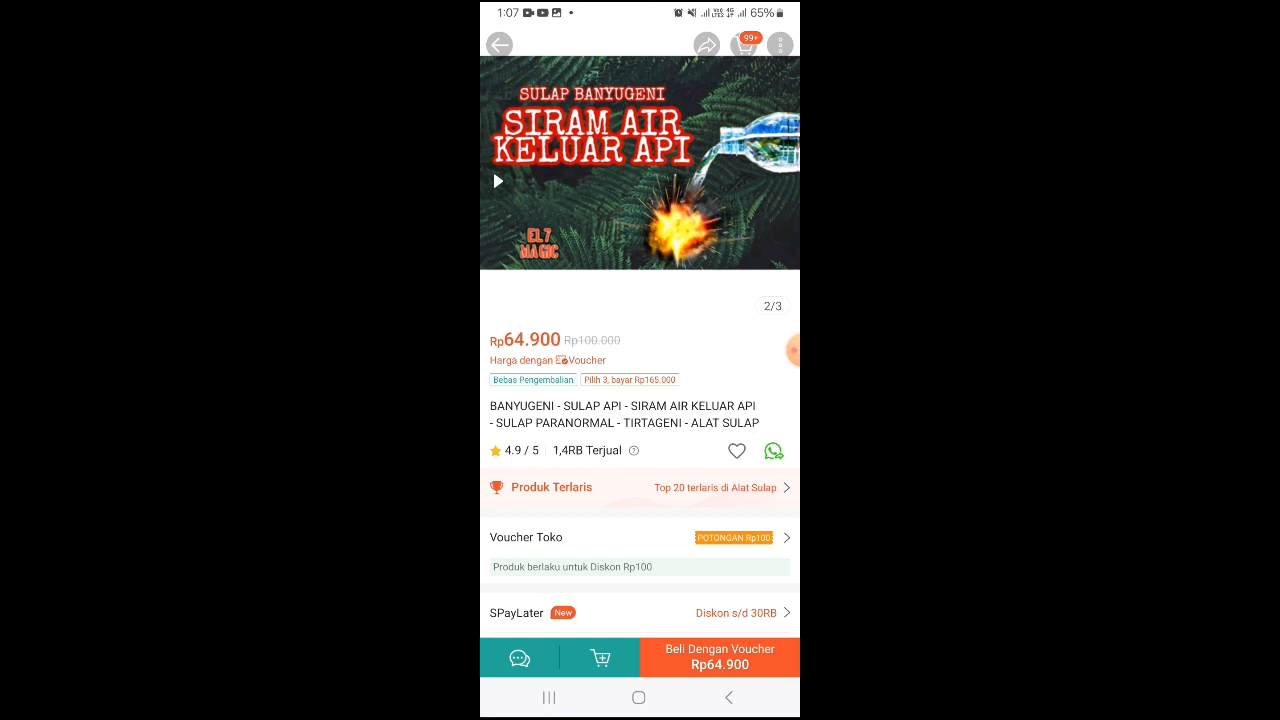 1:07
VoLTE2 4G 65%
99+
SULAP BANYUGENI
SIRAM AIR
KELUAR API
EL7
MAGIC
2/3
Rp64.900 Rp100.000
Harga dengan Voucher
Bebas Pengembalian Pilih 3, bayar Rp165.000
BANYUGENI - SULAP API - SIRAM AIR KELUAR API
- SULAP PARANORMAL - TIRTAGENI - ALAT SULAP
4.9 / 5 1,4RB Terjual
Produk Terlaris Top 20 terlaris di Alat Sulap
Voucher Toko POTONGAN Rp100
Produk berlaku untuk Diskon Rp100
SPayLater New Diskon s/d 30RB
Beli Dengan Voucher
Rp64.900